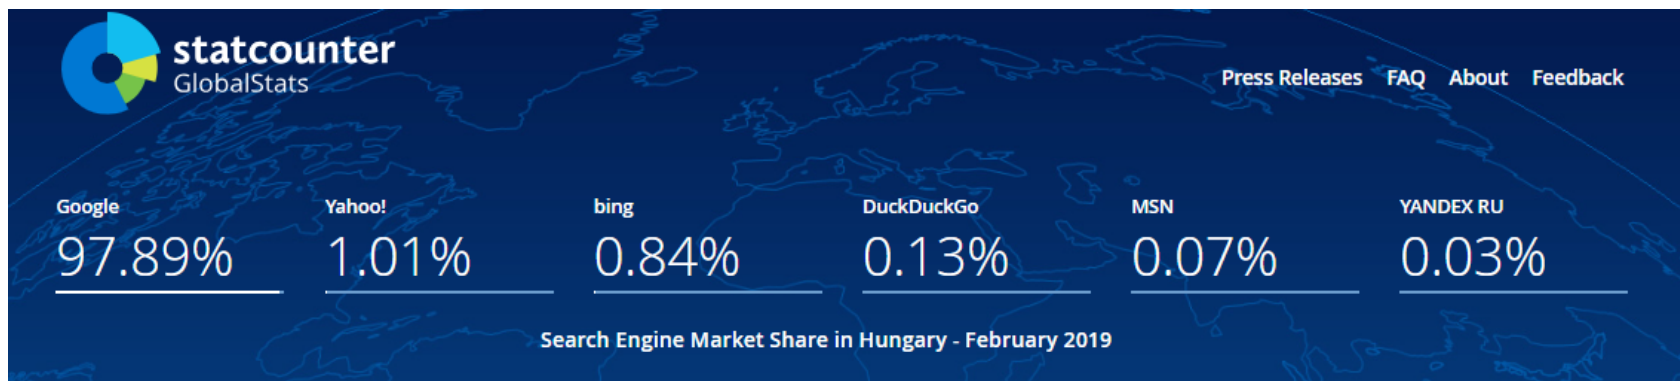 statcounter
GlobalStats
Press Releases FAQ About Feedback
Google Yahoo! bing DuckDuckGo MSN YANDEX RU
97.89% 1.01% 0.84% 0.13% 0.07% 0.03%
Search Engine Market Share in Hungary - February 2019